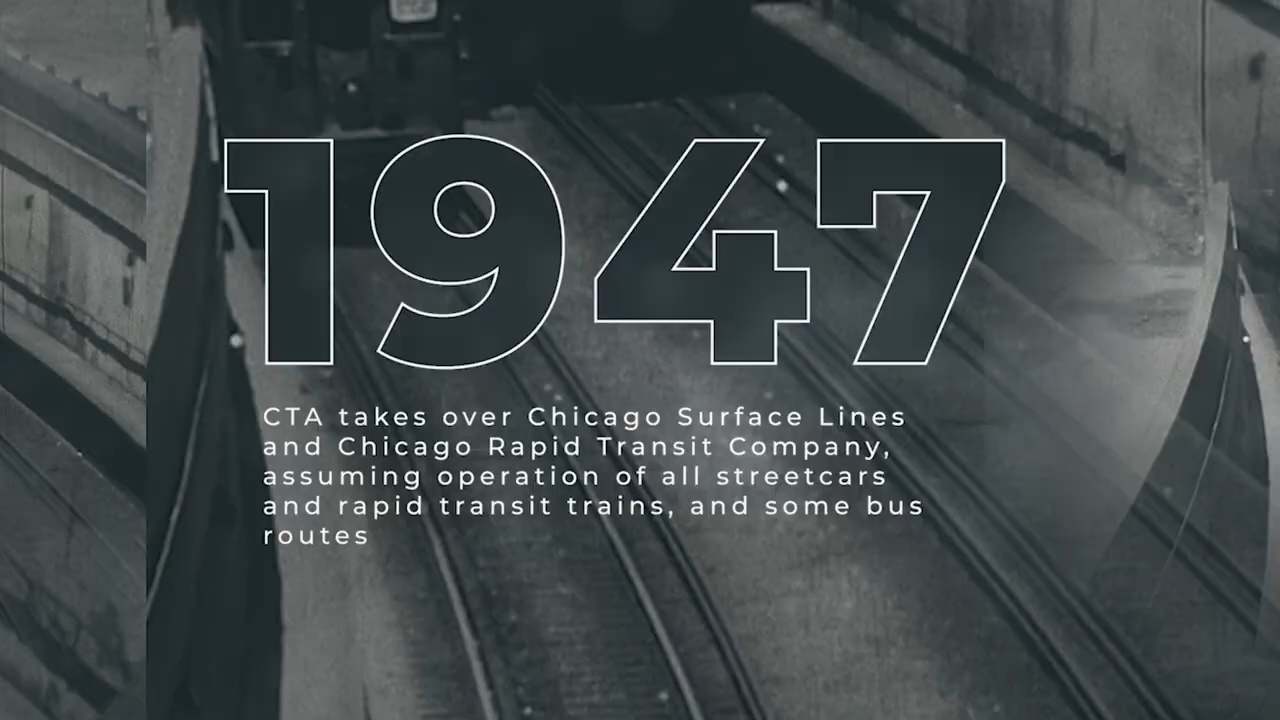 1947
CTA takes over Chicago Surface Lines
and Chicago Rapid Transit Company,
assuming operation of all streetcars
and rapid transit trains, and some bus
routes